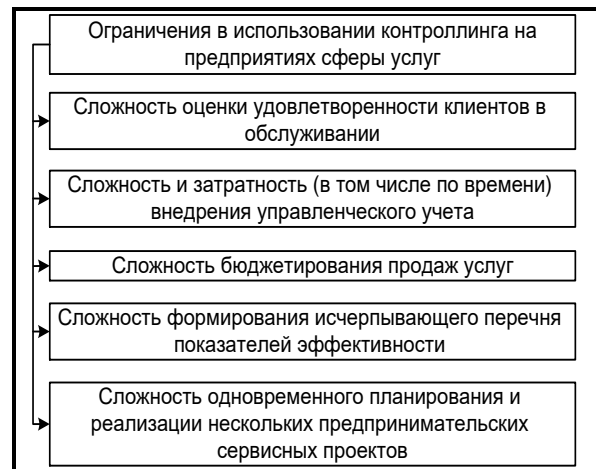 Ограничения в использовании контроллинга на
предприятиях сферы услуг
Сложность оценки удовлетворенности клиентов в
обслуживании
Сложность и затратность (в том числе по времени)
внедрения управленческого учета
Сложность бюджетирования продаж услуг
Сложность формирования исчерпывающего перечня
показателей эффективности
Сложность одновременного планирования и
реализации нескольких предпринимательских
сервисных проектов